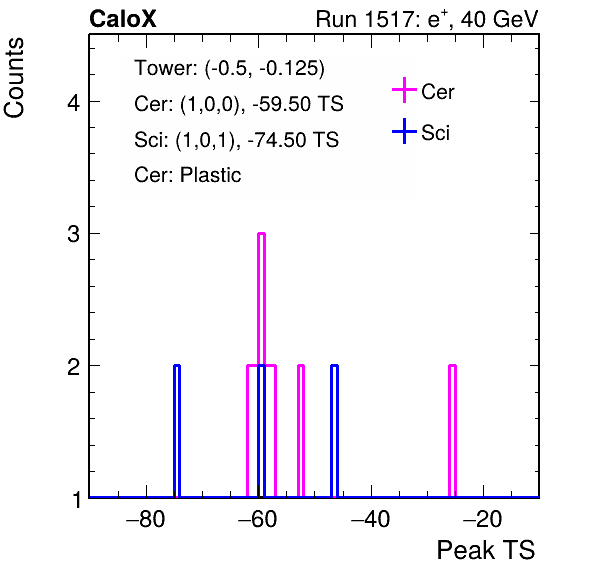 CaloX Run 1517: e⁺, 40 GeV
Counts
Tower: (-0.5, -0.125)
Cer: (1,0,0), -59.50 TS
Sci: (1,0,1), -74.50 TS
Cer: Plastic
Cer
Sci
4
3
2
1
−80 −60 −40 −20
Peak TS